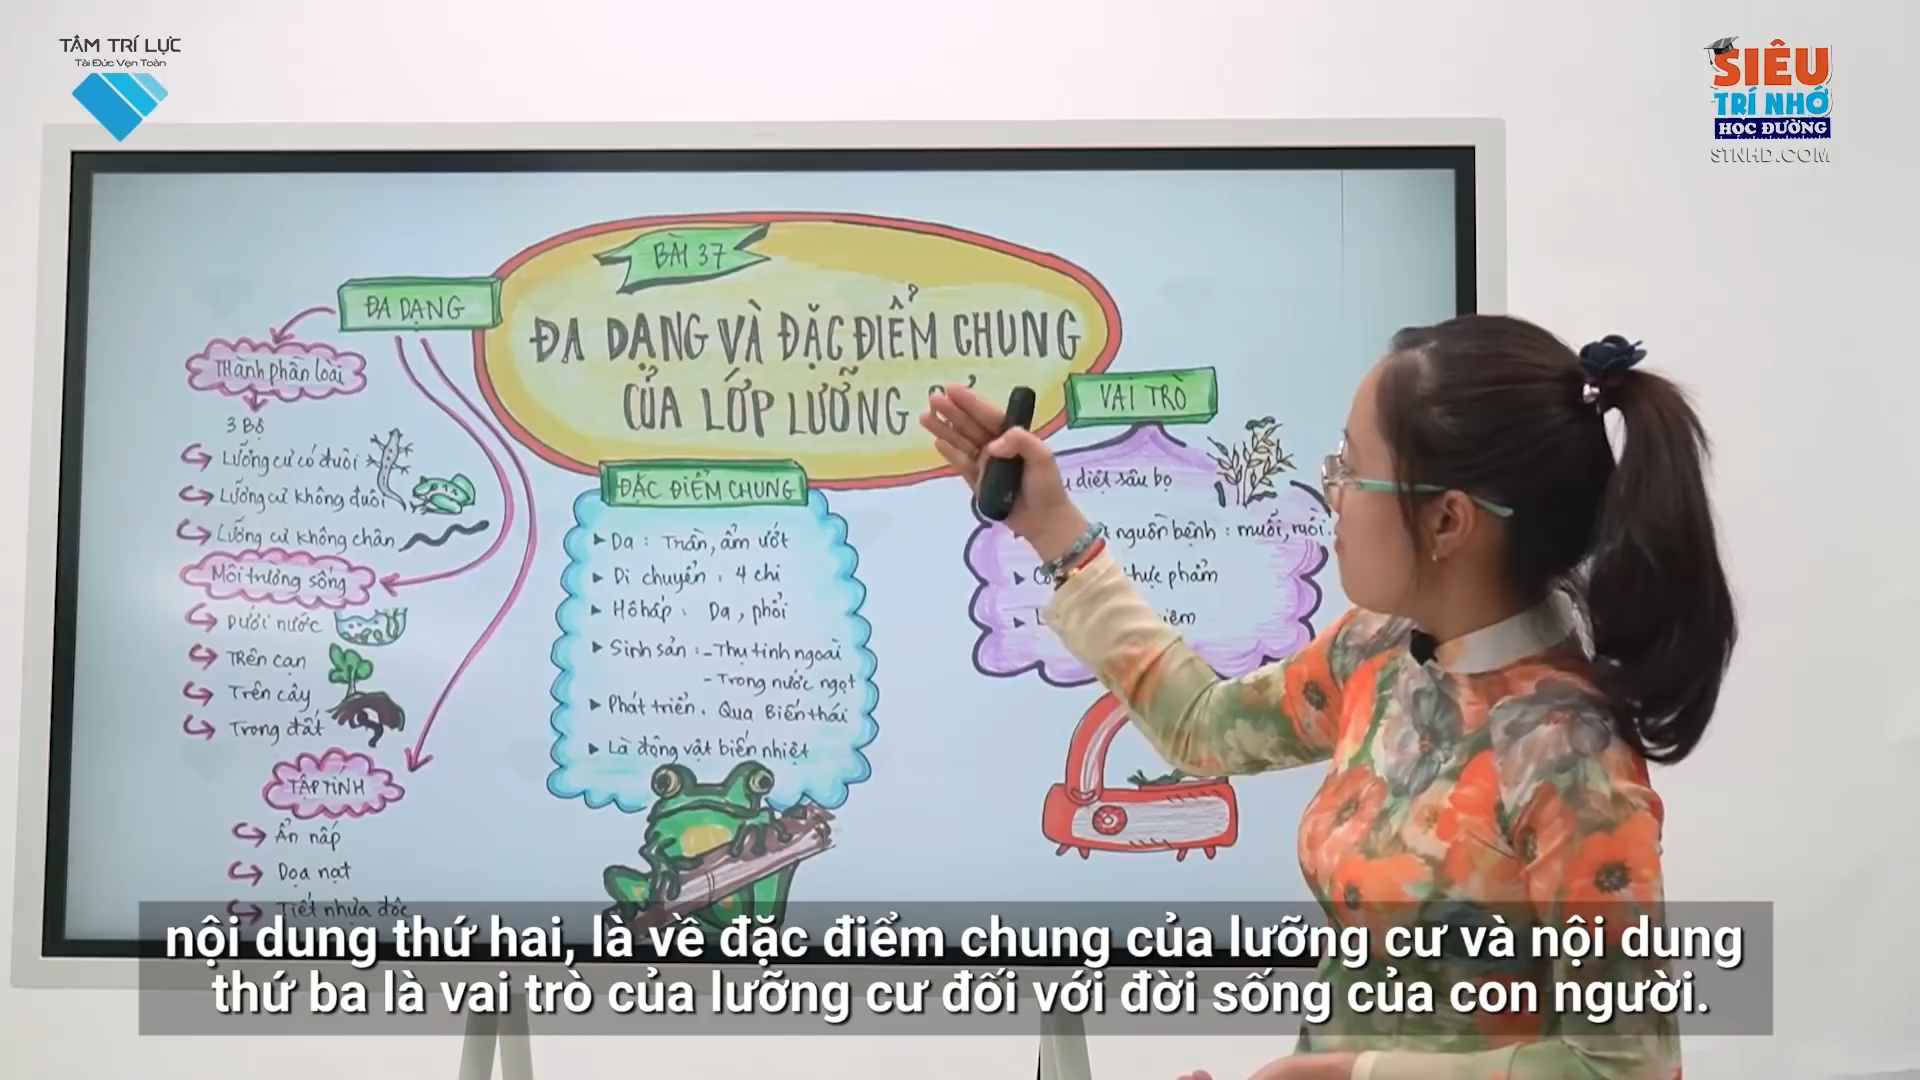 TÂM TRÍ LỰC
Tài Đức Vẹn Toàn
SIÊU
TRÍ NHỚ
HỌC ĐƯỜNG
STNHD.COM
BÀI 37
ĐA DẠNG VÀ ĐẶC ĐIỂM CHUNG
CỦA LỚP LƯỠNG
ĐA DẠNG
Thành phần loài
3 Bộ
Lưỡng cư có đuôi
Lưỡng cư không đuôi
Lưỡng cư không chân
Môi trường sống
Dưới nước
Trên cạn
Trên cây
Trong đất
TẬP TÍNH
Ẩn nấp
Dọa nạt
Tiết nhựa độc
ĐẶC ĐIỂM CHUNG
Da : Trần, ẩm ướt
Di chuyển : 4 chi
Hô hấp : Da, phổi
Sinh sản : - Thụ tinh ngoài
- Trong nước ngọt
Phát triển : Qua Biến thái
Là động vật biến nhiệt
VAI TRÒ
diệt sâu bọ
nguồn bệnh : muỗi, ruồi.
thực phẩm
nội dung thứ hai, là về đặc điểm chung của lưỡng cư và nội dung
thứ ba là vai trò của lưỡng cư đối với đời sống của con người.